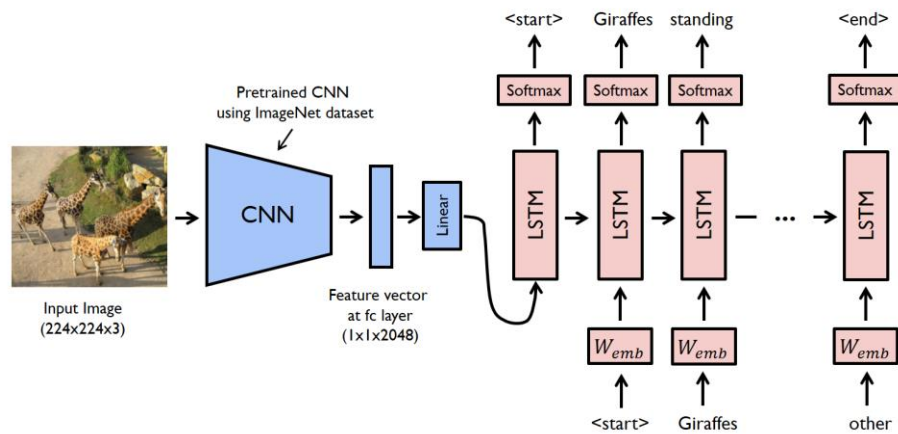 <start> Giraffes standing <end>
Softmax Softmax Softmax Softmax
Pretrained CNN
using ImageNet dataset
CNN
Linear
LSTM LSTM LSTM ... LSTM
Feature vector
at fc layer
(1x1x2048)
Input Image
(224x224x3)
W_emb W_emb W_emb
<start> Giraffes other